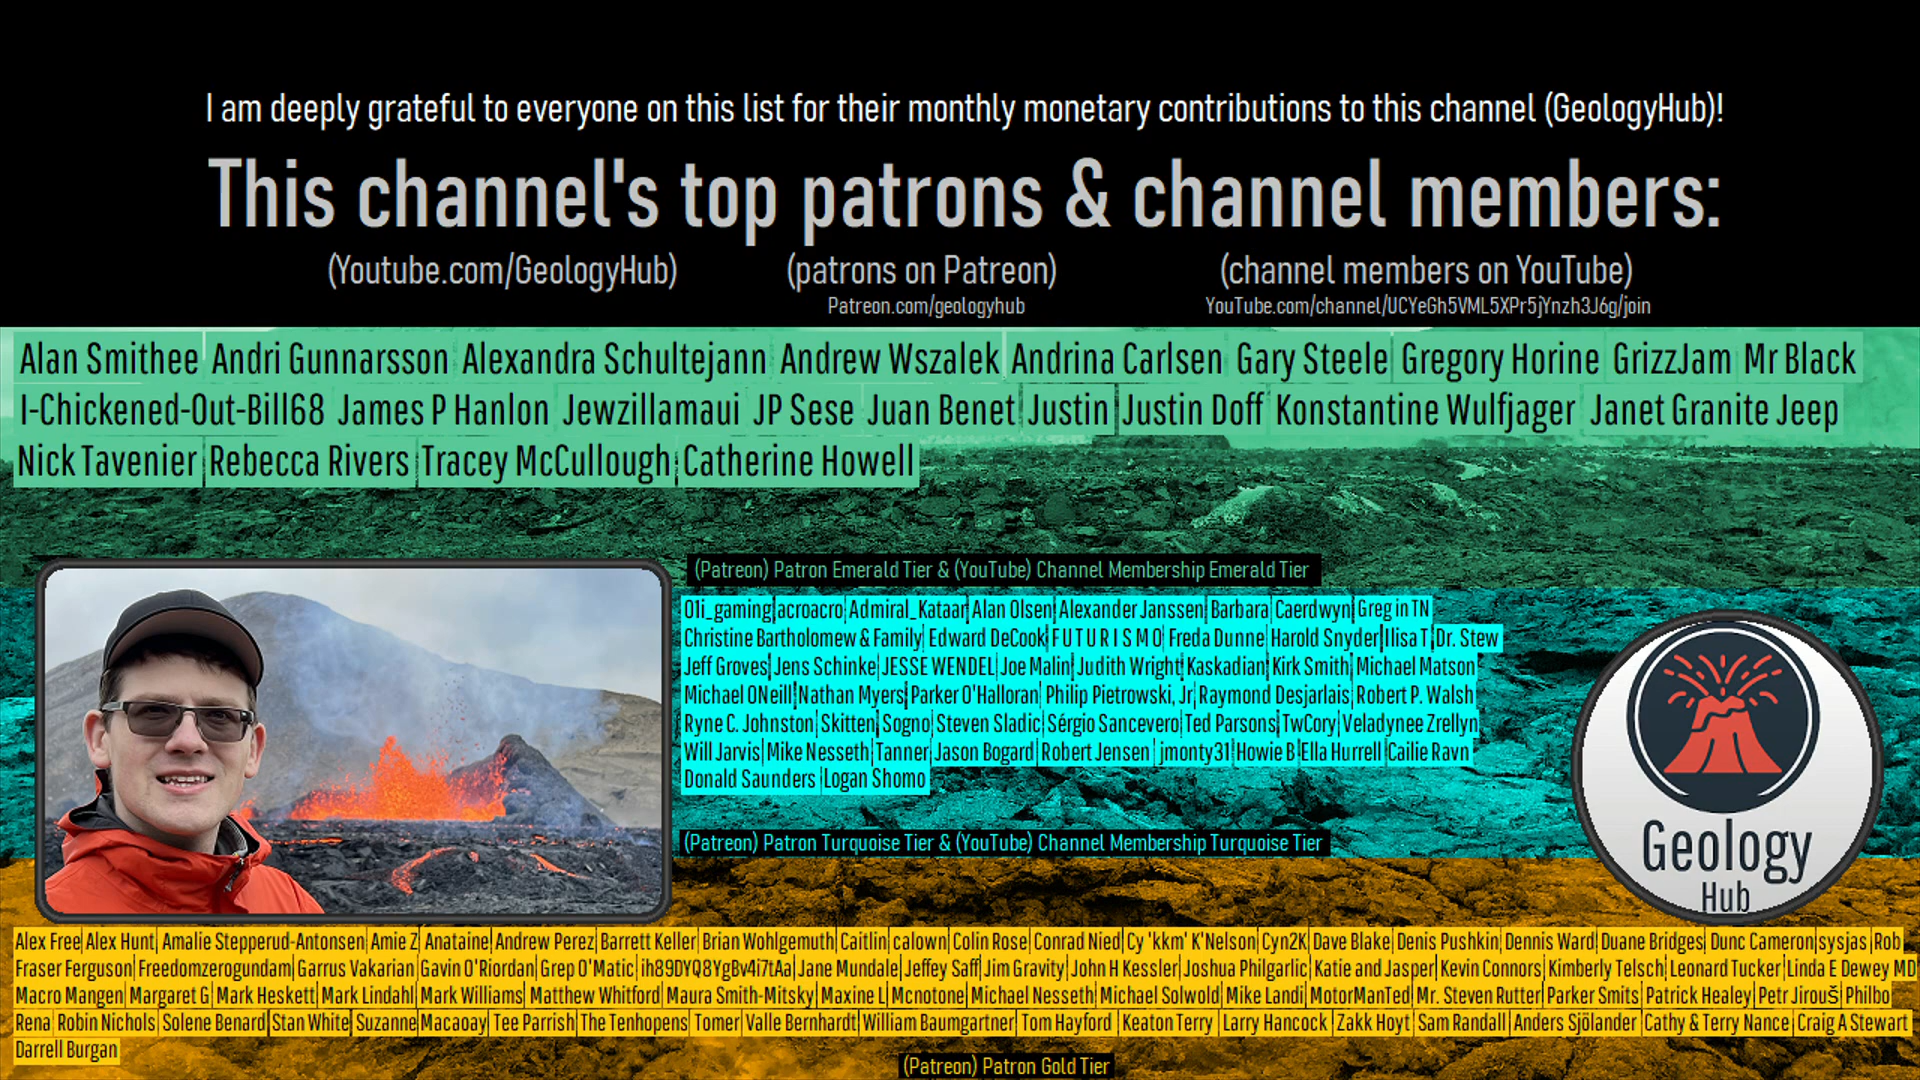 I am deeply grateful to everyone on this list for their monthly monetary contributions to this channel (GeologyHub)!
This channel's top patrons & channel members:
(Youtube.com/GeologyHub) (patrons on Patreon) (channel members on YouTube)
Patreon.com/geologyhub YouTube.com/channel/UCYeGh5VML5XPr5jYnzh3J6g/join
Alan Smithee Andri Gunnarsson Alexandra Schultejann Andrew Wszalek Andrina Carlsen Gary Steele Gregory Horine GrizzJam Mr Black
I-Chickened-Out-Bill68 James P Hanlon Jewzillamaui JP Sese Juan Benet Justin Justin Doff Konstantine Wulfjager Janet Granite Jeep
Nick Tavenier Rebecca Rivers Tracey McCullough Catherine Howell
(Patreon) Patron Emerald Tier & (YouTube) Channel Membership Emerald Tier
O1i_gaming acroacro Admiral_Kataar Alan Olsen Alexander Janssen Barbara Caerdwyn Greg in TN
Christine Bartholomew & Family Edward DeCook F U T U R I S M O Freda Dunne Harold Snyder Ilisa T Dr. Stew
Jeff Groves Jens Schinke JESSE WENDEL Joe Malin Judith Wright Kaskadian Kirk Smith Michael Matson
Michael ONeill Nathan Myers Parker O'Halloran Philip Pietrowski, Jr Raymond Desjarlais Robert P. Walsh
Ryne C. Johnston Skitten Sogno Steven Sladic Sérgio Sancevero Ted Parsons TwCory Veladynee Zrellyn
Will Jarvis Mike Nesseth Tanner Jason Bogard Robert Jensen jmonty31 Howie B Ella Hurrell Cailie Ravn
Donald Saunders Logan Shomo
(Patreon) Patron Turquoise Tier & (YouTube) Channel Membership Turquoise Tier
Geology
Hub
Alex Free Alex Hunt Amalie Stepperud-Antonsen Amie Z Anataine Andrew Perez Barrett Keller Brian Wohlgemuth Caitlin calown Colin Rose Conrad Nied Cy 'kkm' K'Nelson Cyn2K Dave Blake Denis Pushkin Dennis Ward Duane Bridges Dunc Cameron sysjas Rob
Fraser Ferguson Freedomzerogundam Garrus Vakarian Gavin O'Riordan Grep O'Matic ih89DYQ8YgBv4i7tAa Jane Mundale Jeffey Saff Jim Gravity John H Kessler Joshua Philgarlic Katie and Jasper Kevin Connors Kimberly Telsch Leonard Tucker Linda E Dewey MD
Macro Mangen Margaret G Mark Heskett Mark Lindahl Mark Williams Matthew Whitford Maura Smith-Mitsky Maxine L Mcnotone Michael Nesseth Michael Solwold Mike Landi MotorManTed Mr. Steven Rutter Parker Smits Patrick Healey Petr Jirouš Philbo
Rena Robin Nichols Solene Benard Stan White Suzanne Macaoay Tee Parrish The Tenhopens Tomer Valle Bernhardt William Baumgartner Tom Hayford Keaton Terry Larry Hancock Zakk Hoyt Sam Randall Anders Sjölander Cathy & Terry Nance Craig A Stewart
Darrell Burgan
(Patreon) Patron Gold Tier